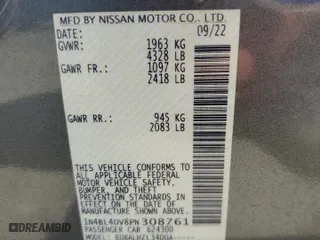 MFD BY NISSAN MOTOR CO., LTD.
DATE: 09/22
GVWR: 1963 KG
4328 LB
GAWR FR.: 1097 KG
2418 LB
GAWR RR.: 945 KG
2083 LB
THIS VEHICLE CONFORMS TO
ALL APPLICABLE FEDERAL
MOTOR VEHICLE SAFETY,
BUMPER, AND THEFT
PREVENTION STANDARDS IN
EFFECT ON THE DATE OF
MANUFACTURE SHOWN ABOVE.
1N4BL4DV8PN308761
PASSENGER CAR